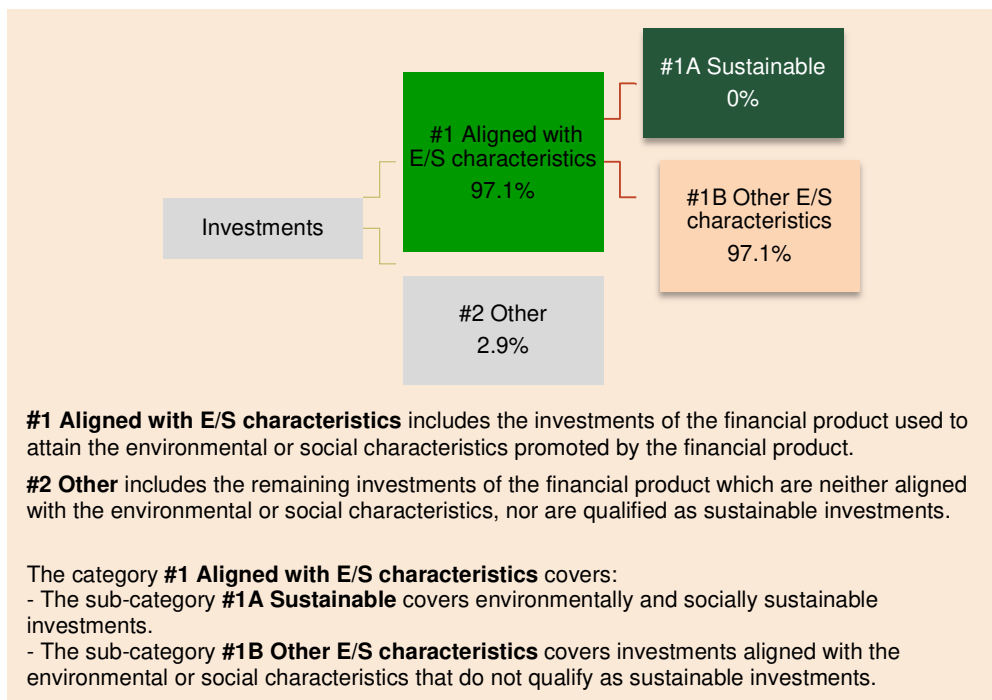 #1A Sustainable
0%
#1 Aligned with
E/S characteristics
97.1%
#1B Other E/S
characteristics
97.1%
Investments
#2 Other
2.9%
#1 Aligned with E/S characteristics includes the investments of the financial product used to
attain the environmental or social characteristics promoted by the financial product.
#2 Other includes the remaining investments of the financial product which are neither aligned
with the environmental or social characteristics, nor are qualified as sustainable investments.
The category #1 Aligned with E/S characteristics covers:
- The sub-category #1A Sustainable covers environmentally and socially sustainable
investments.
- The sub-category #1B Other E/S characteristics covers investments aligned with the
environmental or social characteristics that do not qualify as sustainable investments.